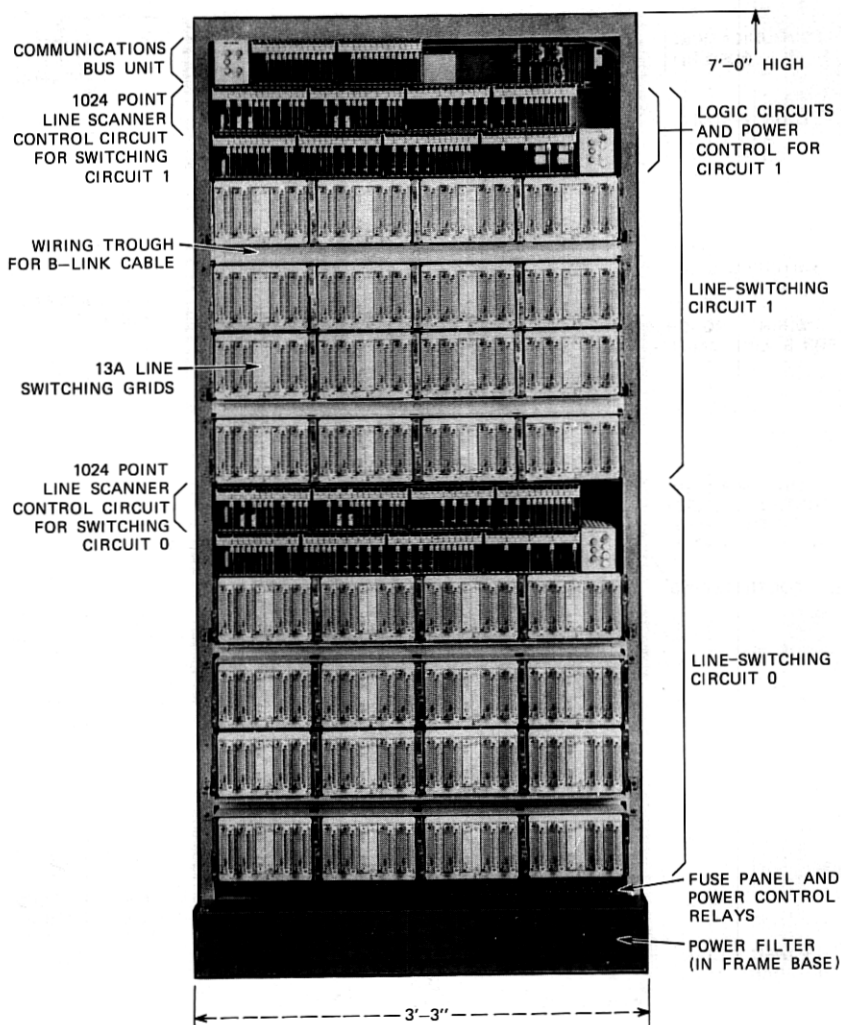 COMMUNICATIONS
BUS UNIT
7'-0" HIGH
1024 POINT
LINE SCANNER
CONTROL CIRCUIT
FOR SWITCHING
CIRCUIT 1
LOGIC CIRCUITS
AND POWER
CONTROL FOR
CIRCUIT 1
WIRING TROUGH
FOR B-LINK CABLE
LINE-SWITCHING
CIRCUIT 1
13A LINE
SWITCHING GRIDS
1024 POINT
LINE SCANNER
CONTROL CIRCUIT
FOR SWITCHING
CIRCUIT 0
LINE-SWITCHING
CIRCUIT 0
FUSE PANEL AND
POWER CONTROL
RELAYS
POWER FILTER
(IN FRAME BASE)
3'-3"